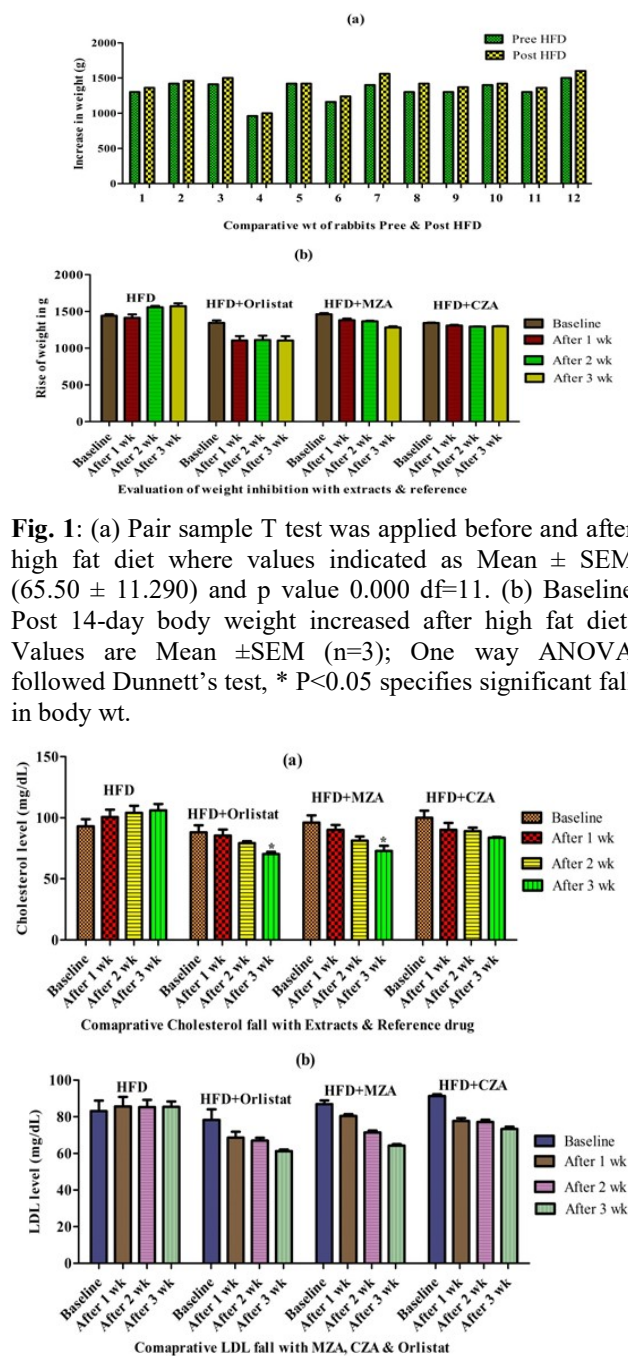 (a)
Pree HFD
Post HFD
Increase in weight (g)
2000
1500
1000
500
0
1 2 3 4 5 6 7 8 9 10 11 12
Comparative wt of rabbits Pree & Post HFD
(b)
Rise of weight in g
2000
1500
1000
500
0
HFD
HFD+Orlistat
HFD+MZA
HFD+CZA
Baseline
After 1 wk
After 2 wk
After 3 wk
Baseline After 1 wk After 2 wk After 3 wk Baseline After 1 wk After 2 wk After 3 wk Baseline After 1 wk After 2 wk After 3 wk Baseline After 1 wk After 2 wk After 3 wk
Evaluation of weight inhibition with extracts & reference
Fig. 1: (a) Pair sample T test was applied before and after
high fat diet where values indicated as Mean ± SEM
(65.50 ± 11.290) and p value 0.000 df=11. (b) Baseline
Post 14-day body weight increased after high fat diet
Values are Mean ±SEM (n=3); One way ANOVA
followed Dunnett’s test, * P<0.05 specifies significant fall
in body wt.
(a)
Cholesterol level (mg/dL)
150
100
50
0
HFD
HFD+Orlistat
HFD+MZA
HFD+CZA
*
*
Baseline
After 1 wk
After 2 wk
After 3 wk
Baseline After 1 wk After 2 wk After 3 wk Baseline After 1 wk After 2 wk After 3 wk Baseline After 1 wk After 2 wk After 3 wk Baseline After 1 wk After 2 wk After 3 wk
Comaprative Cholesterol fall with Extracts & Reference drug
(b)
LDL level (mg/dL)
100
80
60
40
20
0
HFD
HFD+Orlistat
HFD+MZA
HFD+CZA
Baseline
After 1 wk
After 2 wk
After 3 wk
Baseline After 1 wk After 2 wk After 3 wk Baseline After 1 wk After 2 wk After 3 wk Baseline After 1 wk After 2 wk After 3 wk Baseline After 1 wk After 2 wk After 3 wk
Comaprative LDL fall with MZA, CZA & Orlistat